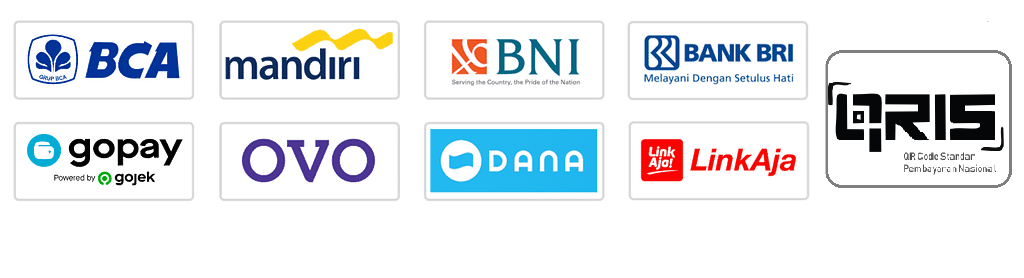 BCA
GRUP BCA
mandiri
BNI
Serving the Country, the Pride of the Nation
BANK BRI
Melayani Dengan Setulus Hati
gopay
Powered by gojek
OVO
DANA
Link
Aja!
LinkAja
QRIS
QR Code Standar
Pembayaran Nasional